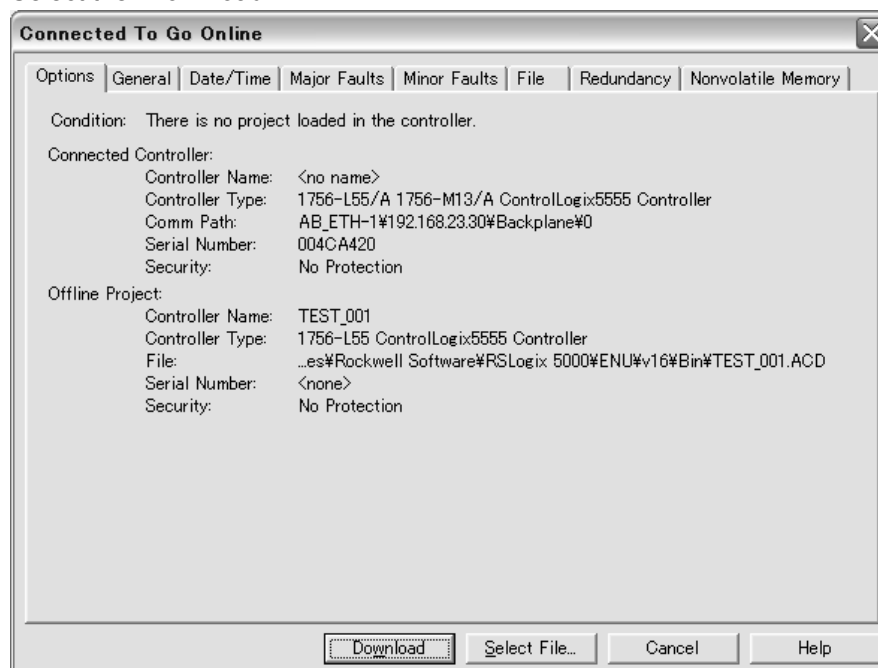 Connected To Go Online
Options General Date/Time Major Faults Minor Faults File Redundancy Nonvolatile Memory
Condition: There is no project loaded in the controller.
Connected Controller:
Controller Name: <no name>
Controller Type: 1756-L55/A 1756-M13/A ControlLogix5555 Controller
Comm Path: AB_ETH-1¥192.168.23.30¥Backplane¥0
Serial Number: 004CA420
Security: No Protection
Offline Project:
Controller Name: TEST_001
Controller Type: 1756-L55 ControlLogix5555 Controller
File: ...es¥Rockwell Software¥RSLogix 5000¥ENU¥v16¥Bin¥TEST_001.ACD
Serial Number: <none>
Security: No Protection
Download Select File... Cancel Help